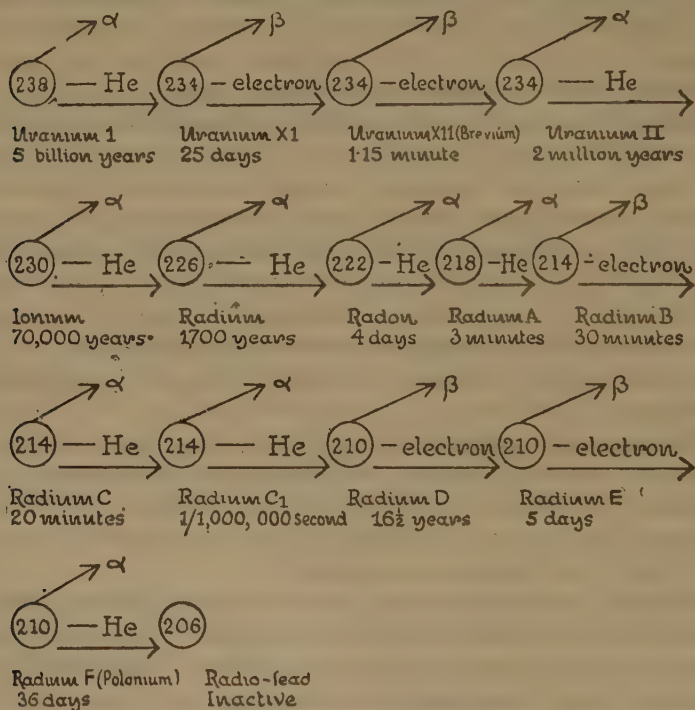 α β β α
238 — He 234 – electron 234 – electron 234 — He
Uranium 1 Uranium X1 Uranium X11 (Brevium) Uranium II
5 billion years 25 days 1·15 minute 2 million years
α α α α β
230 — He 226 — He 222 – He 218 – He 214 – electron
Ionium Radium Radon Radium A Radium B
70,000 years 1,700 years 4 days 3 minutes 30 minutes
α α β β
214 — He 214 — He 210 – electron 210 – electron
Radium C Radium C1 Radium D Radium E
20 minutes 1/1,000,000 second 16½ years 5 days
α
210 — He 206
Radium F (Polonium) Radio-lead
36 days Inactive